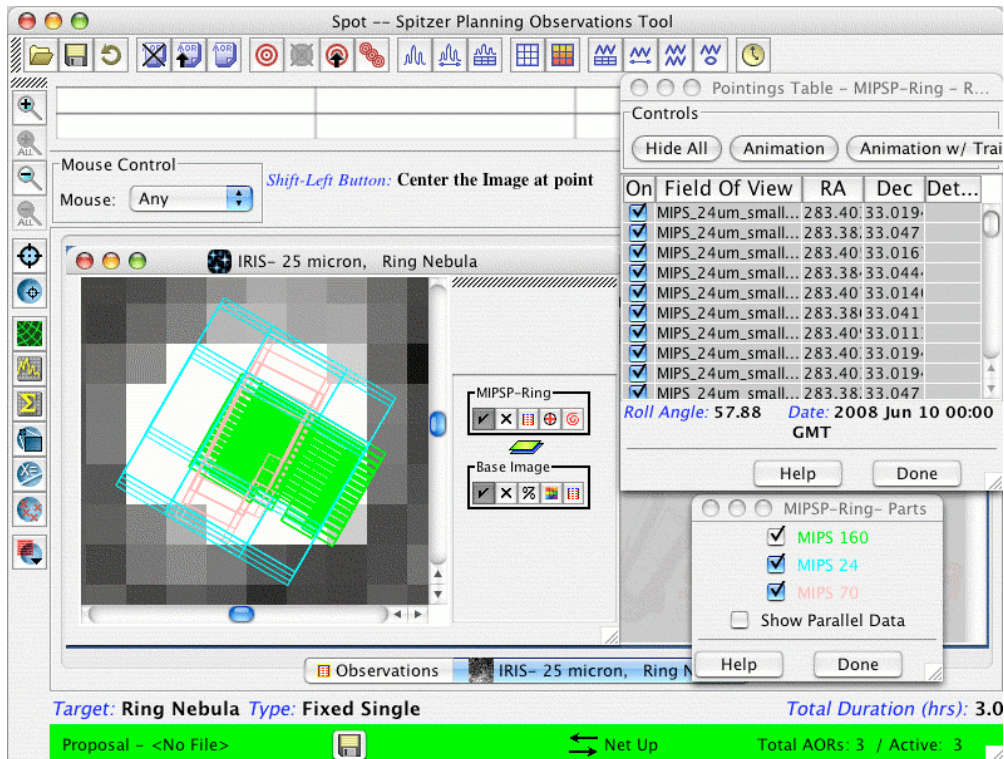 Spot -- Spitzer Planning Observations Tool
AOR
AOR
AOR
Pointings Table - MIPSP-Ring - R...
Controls
Hide All
Animation
Animation w/ Trai
ALL
ALL
Mouse Control
Mouse: Any
Shift-Left Button: Center the Image at point
On Field Of View RA Dec Det...
MIPS_24um_small... 283.40 33.019
MIPS_24um_small... 283.38 33.047
MIPS_24um_small... 283.40 33.016
MIPS_24um_small... 283.38 33.044
MIPS_24um_small... 283.40 33.014
MIPS_24um_small... 283.38 33.041
MIPS_24um_small... 283.40 33.011
MIPS_24um_small... 283.40 33.019
MIPS_24um_small... 283.40 33.019
MIPS_24um_small... 283.38 33.047
Roll Angle: 57.88 Date: 2008 Jun 10 00:00
GMT
Help
Done
IRIS- 25 micron, Ring Nebula
MIPSP-Ring
Base Image
MIPSP-Ring- Parts
MIPS 160
MIPS 24
MIPS 70
Show Parallel Data
Help
Done
Observations
IRIS- 25 micron, Ring N
Target: Ring Nebula Type: Fixed Single
Total Duration (hrs): 3.0
Proposal - <No File>
Net Up
Total AORs: 3 / Active: 3